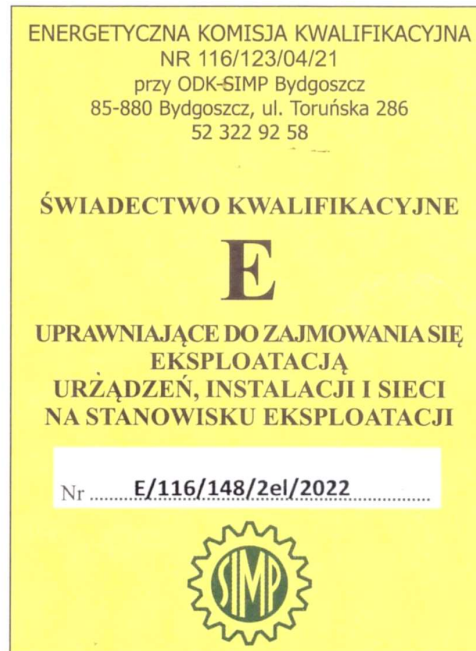 ENERGETYCZNA KOMISJA KWALIFIKACYJNA
NR 116/123/04/21
przy ODK-SIMP Bydgoszcz
85-880 Bydgoszcz, ul. Toruńska 286
52 322 92 58
ŚWIADECTWO KWALIFIKACYJNE
E
UPRAWNIAJĄCE DO ZAJMOWANIA SIĘ
EKSPLOATACJĄ
URZĄDZEŃ, INSTALACJI I SIECI
NA STANOWISKU EKSPLOATACJI
Nr E/116/148/2el/2022
SIMP